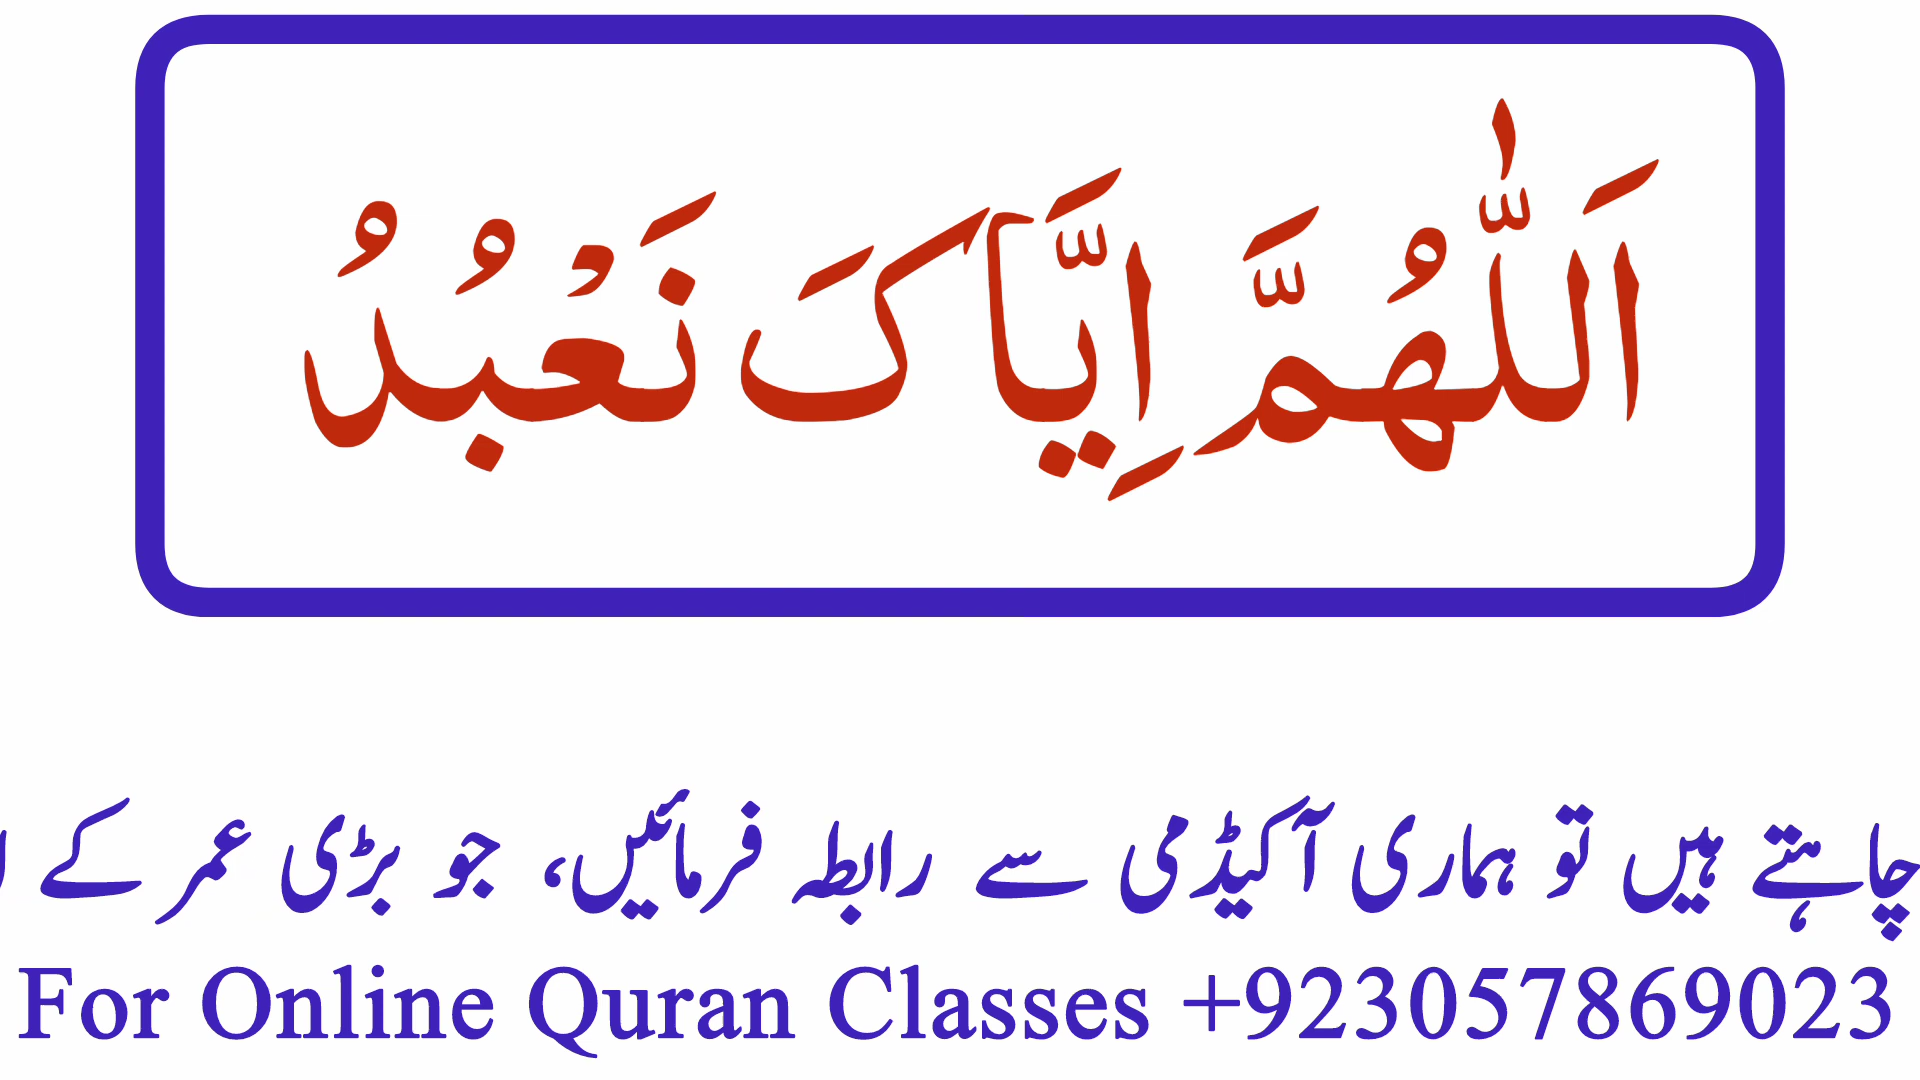 اَللّٰهُمَّ اِیَّاکَ نَعْبُدُ
چاہتے ہیں تو ہماری آکیڈمی سے رابطہ فرمائیں، جو بڑی عمر کے
For Online Quran Classes +923057869023